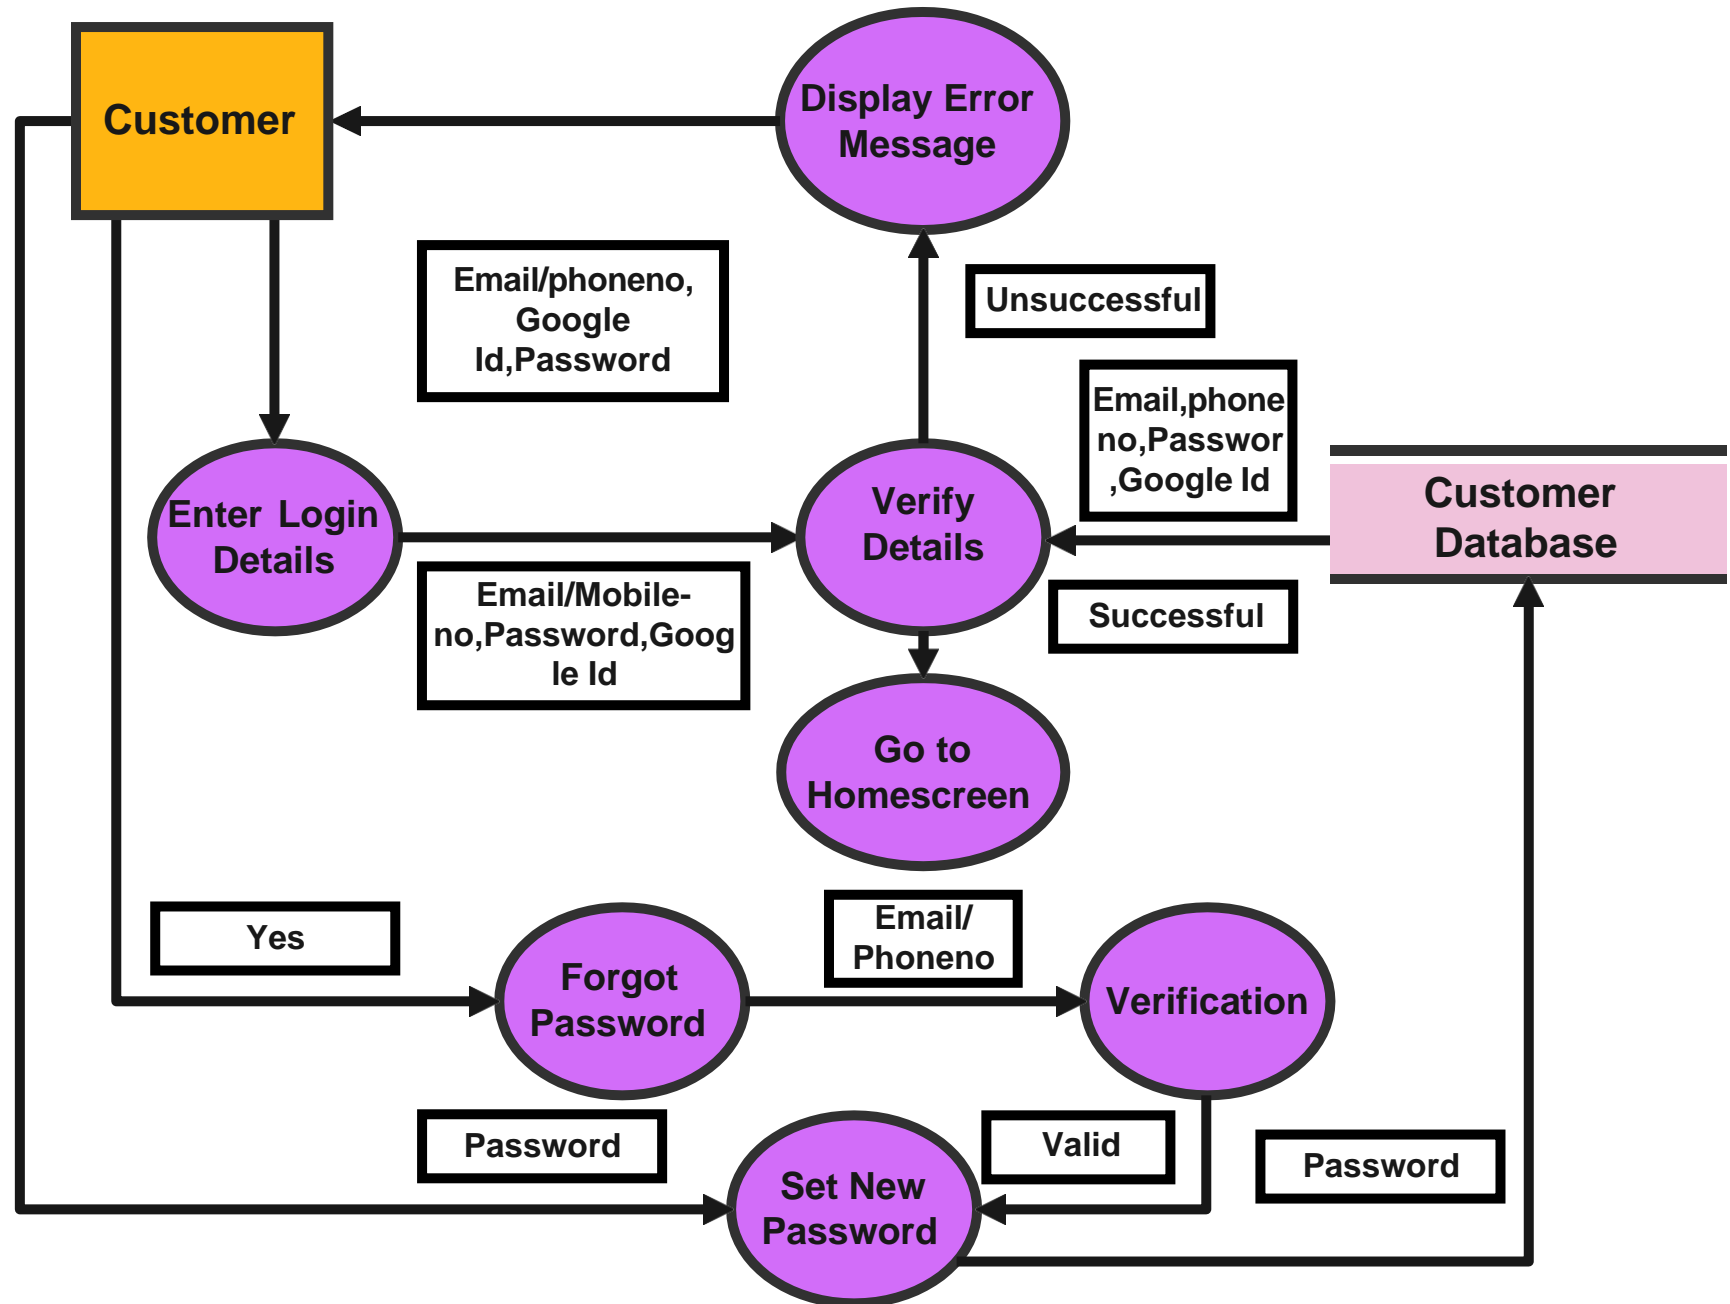 Customer
Display Error
Message
Email/phoneno,
Google
Id,Password
Unsuccessful
Email,phone
no,Passwor
,Google Id
Enter Login
Details
Verify
Details
Customer
Database
Email/Mobile-
no,Password,Goog
le Id
Successful
Go to
Homescreen
Yes
Forgot
Password
Email/
Phoneno
Verification
Password
Set New
Password
Valid
Password